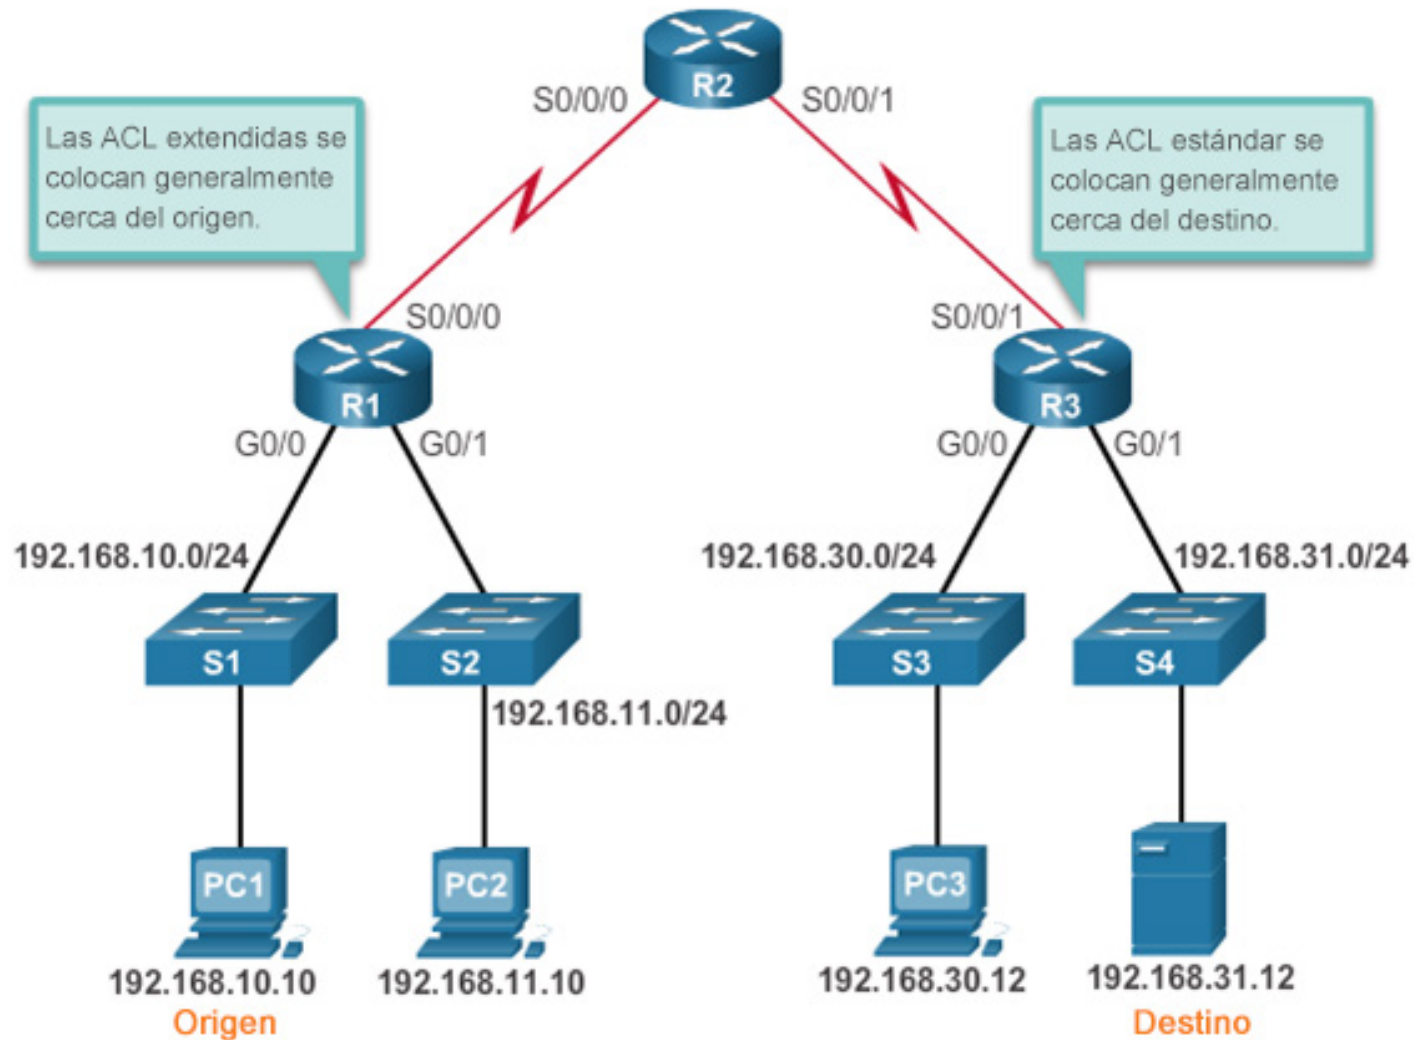 R2
S0/0/0
S0/0/1
Las ACL extendidas se
colocan generalmente
cerca del origen.
Las ACL estándar se
colocan generalmente
cerca del destino.
S0/0/0
S0/0/1
R1
R3
G0/0
G0/1
G0/0
G0/1
192.168.10.0/24
192.168.30.0/24
192.168.31.0/24
S1
S2
S3
S4
192.168.11.0/24
PC1
PC2
PC3
192.168.10.10
192.168.11.10
192.168.30.12
192.168.31.12
Origen
Destino